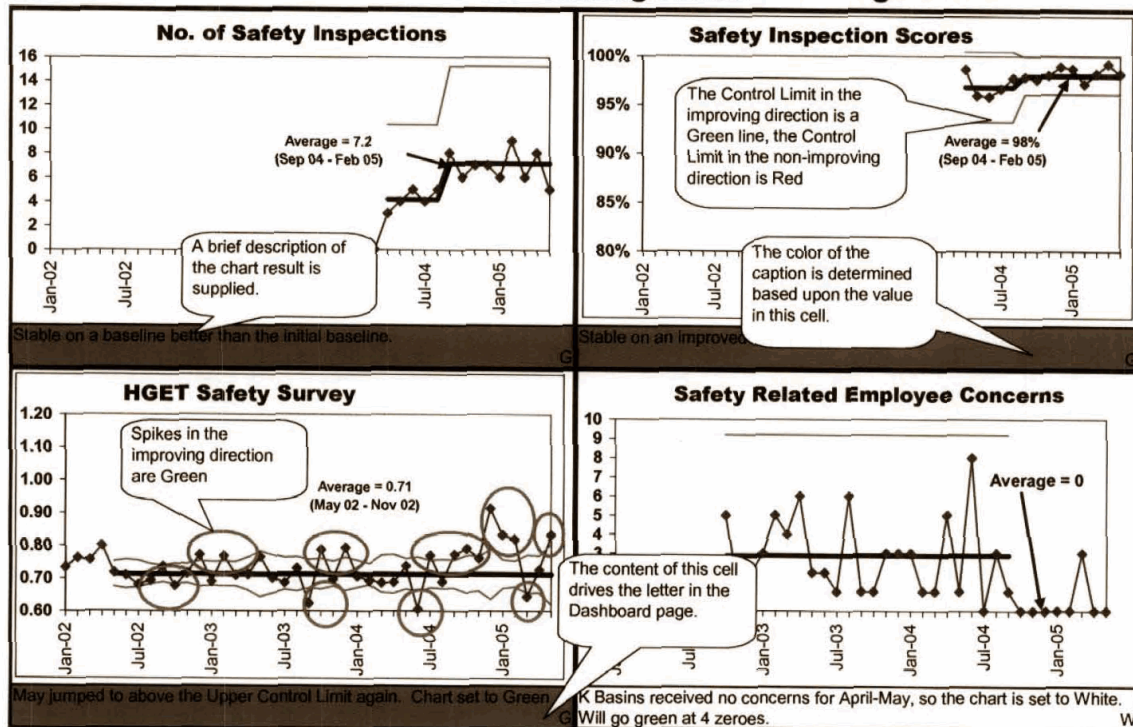 No. of Safety Inspections
16
14
12
10
8
6
4
2
0
Average = 7.2
(Sep 04 - Feb 05)
A brief description of
the chart result is
supplied.
Jan-02
Jul-02
Jul-04
Jan-05
Stable on a baseline better than the initial baseline.
G
Safety Inspection Scores
100%
95%
90%
85%
80%
The Control Limit in the
improving direction is a
Green line, the Control
Limit in the non-improving
direction is Red
Average = 98%
(Sep 04 - Feb 05)
The color of the
caption is determined
based upon the value
in this cell.
Jan-02
Jul-02
Jul-04
Jan-05
Stable on an improved
G
HGET Safety Survey
1.20
1.10
1.00
0.90
0.80
0.70
0.60
Spikes in the
improving direction
are Green
Average = 0.71
(May 02 - Nov 02)
Jan-02
Jul-02
Jan-03
Jul-03
Jan-04
Jul-04
Jan-05
May jumped to above the Upper Control Limit again. Chart set to Green
G
Safety Related Employee Concerns
10
9
8
7
6
5
4
3
Average = 0
The content of this cell
drives the letter in the
Dashboard page.
Jan-03
Jul-03
Jan-04
Jul-04
Jan-05
K Basins received no concerns for April-May, so the chart is set to White.
Will go green at 4 zeroes.
W